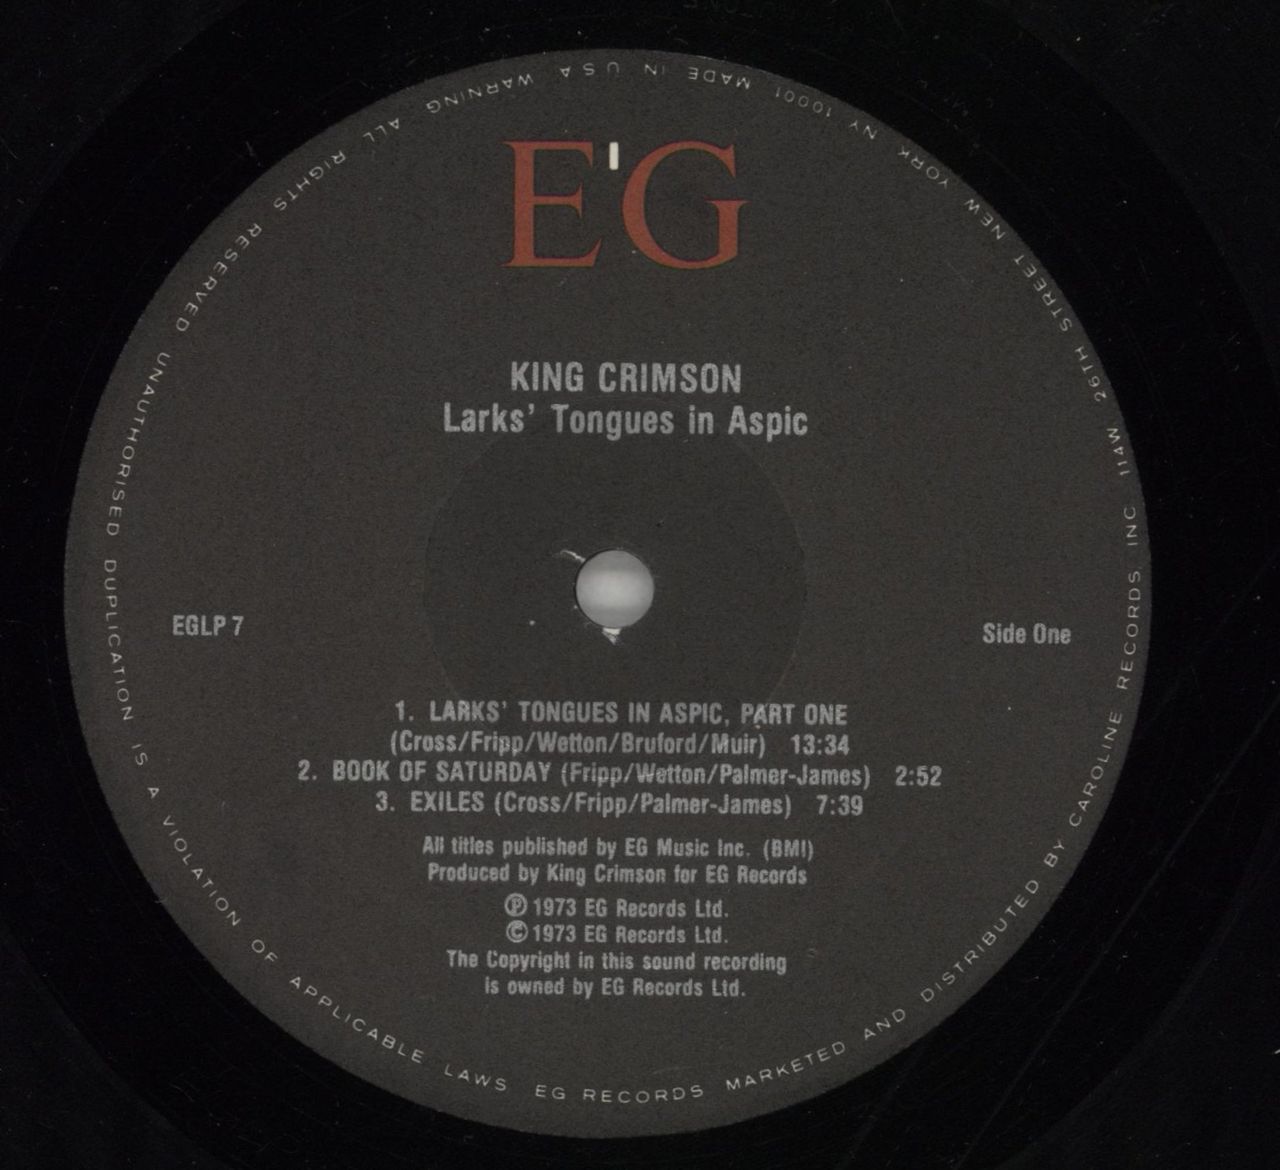 E'G
KING CRIMSON
Larks' Tongues in Aspic
EGLP 7
Side One
1. LARKS' TONGUES IN ASPIC, PART ONE
(Cross/Fripp/Wetton/Bruford/Muir) 13:34
2. BOOK OF SATURDAY (Fripp/Wetton/Palmer-James) 2:52
3. EXILES (Cross/Fripp/Palmer-James) 7:39
All titles published by EG Music Inc. (BMI)
Produced by King Crimson for EG Records
℗ 1973 EG Records Ltd.
© 1973 EG Records Ltd.
The Copyright in this sound recording
is owned by EG Records Ltd.
WARNING ALL RIGHTS RESERVED UNAUTHORISED DUPLICATION IS A VIOLATION OF APPLICABLE LAWS EG RECORDS MARKETED AND DISTRIBUTED BY CAROLINE RECORDS INC 114W 26TH STREET NEW YORK NY 10001 MADE IN U S A